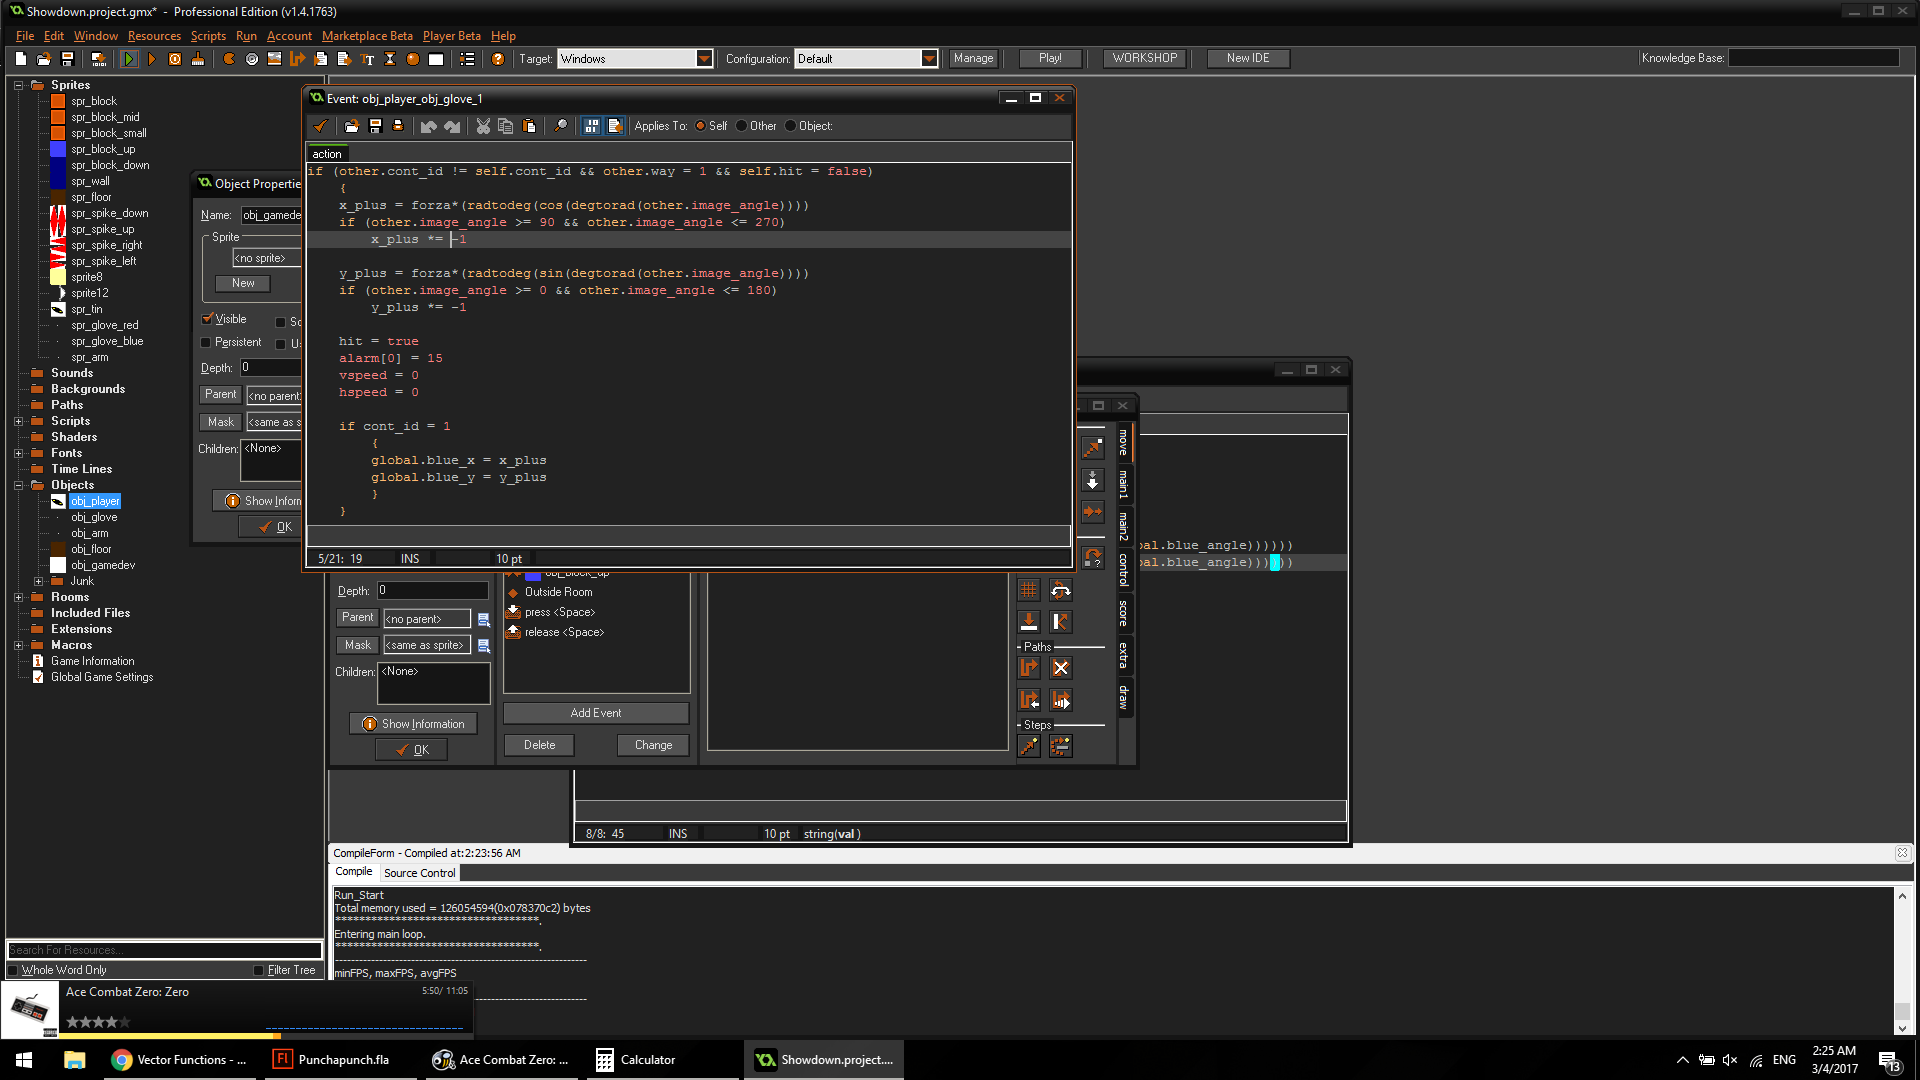 Showdown.project.gmx* - Professional Edition (v1.4.1763)
File Edit Window Resources Scripts Run Account Marketplace Beta Player Beta Help
Target: Windows Configuration: Default Manage Play! WORKSHOP New IDE Knowledge Base:
Sprites
spr_block
spr_block_mid
spr_block_small
spr_block_up
spr_block_down
spr_wall
spr_floor
spr_spike_down
spr_spike_up
spr_spike_right
spr_spike_left
sprite8
sprite12
spr_tin
spr_glove_red
spr_glove_blue
spr_arm
Sounds
Backgrounds
Paths
Scripts
Shaders
Fonts
Time Lines
Objects
obj_player
obj_glove
obj_arm
obj_floor
obj_gamedev
Junk
Rooms
Included Files
Extensions
Macros
Game Information
Global Game Settings
Search For Resources...
Whole Word Only Filter Tree
Object Propertie
Name: obj_gamede
Sprite
<no sprite>
New
Visible
Persistent
Depth: 0
Parent <no parent
Mask <same as s
Children: <None>
Show Inform
OK
Event: obj_player_obj_glove_1
Applies To: Self Other Object:
action
if (other.cont_id != self.cont_id && other.way = 1 && self.hit = false)
{
x_plus = forza*(radtodeg(cos(degtorad(other.image_angle))))
if (other.image_angle >= 90 && other.image_angle <= 270)
x_plus *= -1
y_plus = forza*(radtodeg(sin(degtorad(other.image_angle))))
if (other.image_angle >= 0 && other.image_angle <= 180)
y_plus *= -1
hit = true
alarm[0] = 15
vspeed = 0
hspeed = 0
if cont_id = 1
{
global.blue_x = x_plus
global.blue_y = y_plus
}
}
5/21: 19 INS 10 pt
Depth: 0
Parent <no parent>
Mask <same as sprite>
Children: <None>
Show Information
OK
obj_block_up
Outside Room
press <Space>
release <Space>
Add Event
Delete Change
Paths
Steps
move
main1
main2
control
score
extra
draw
bal.blue_angle))))))
bal.blue_angle))))))
8/8: 45 INS 10 pt string(val )
CompileForm - Compiled at:2:23:56 AM
Compile Source Control
Run_Start
Total memory used = 126054594(0x078370c2) bytes
Entering main loop.
minFPS, maxFPS, avgFPS
Ace Combat Zero: Zero 5:50/ 11:05
Vector Functions - ... Punchapunch.fla Ace Combat Zero: ... Calculator Showdown.project....
ENG 2:25 AM
3/4/2017
13